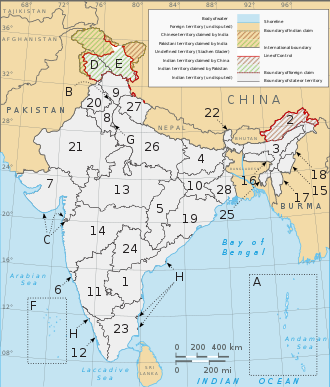 68° 72° 76° 80° 84° 88° 92° 96°
TAJIKISTAN
AFGHANISTAN
36°
Body of water
Foreign territory (undisputed)
Chinese territory claimed by India
Pakistani territory claimed by India
Undefined territory (Siachen Glacier)
Indian territory claimed by China
Indian territory claimed by Pakistan
Indian territory (undisputed)
Shoreline
Boundary of Indian claim
International boundary
Line of Control
Boundary of foreign claim
Boundary of state or territory
D E
32°
B 9
20 27
CHINA
PAKISTAN
8
22
2
28°
NEPAL
BHUTAN
G
21 26
3
4
24°
7
13
10 28
16
18
15
17
BURMA
5
19
25
20°
C
14
24
Bay of
Bengal
Arabian
Sea
H
A
16°
6
F
11 1
Andaman
Sea
12°
H
23
12
0 200 400 km
0 200 mi
08°
SRI
LANKA
Laccadive
Sea
INDIAN OCEAN